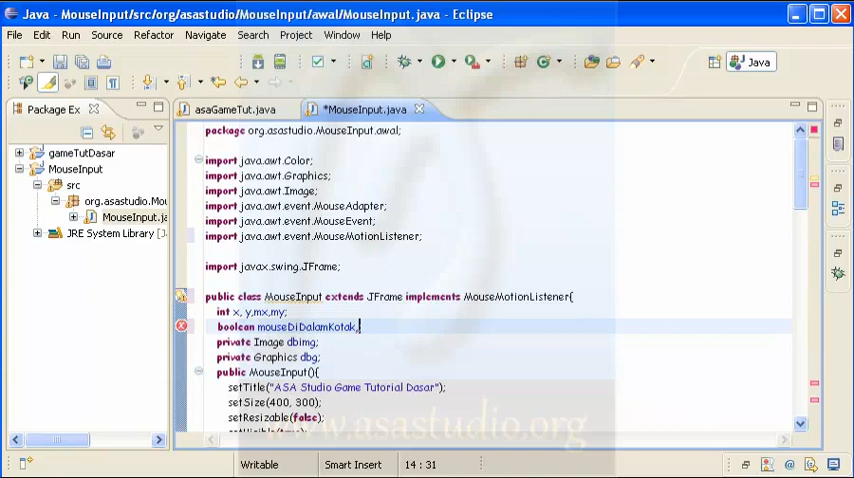 Java - MouseInput/src/org/asastudio/MouseInput/awal/MouseInput.java - Eclipse
File Edit Run Source Refactor Navigate Search Project Window Help
Java
Package Ex
asaGameTut.java
*MouseInput.java
gameTutDasar
MouseInput
src
org.asastudio.Mou
MouseInput.ja
JRE System Library
package org.asastudio.MouseInput.awal;
import java.awt.Color;
import java.awt.Graphics;
import java.awt.Image;
import java.awt.event.MouseAdapter;
import java.awt.event.MouseEvent;
import java.awt.event.MouseMotionListener;
import javax.swing.JFrame;
public class MouseInput extends JFrame implements MouseMotionListener{
int x, y,mx,my;
boolean mouseDiDalamKotak,
private Image dbimg;
private Graphics dbg;
public MouseInput(){
setTitle("ASA Studio Game Tutorial Dasar");
setSize(400, 300);
setResizable(false);
setVisible(true);
www.asastudio.org
Writable Smart Insert 14 : 31